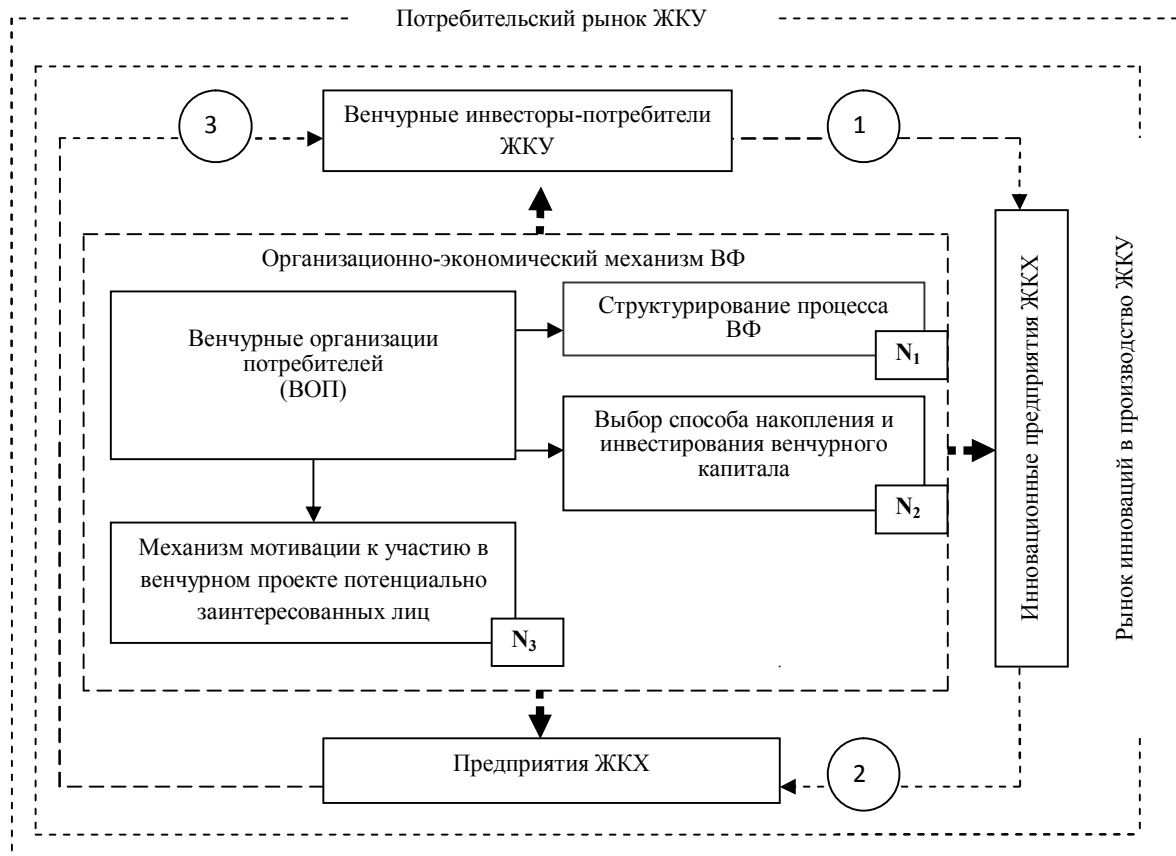 Потребительский рынок ЖКУ
3
Венчурные инвесторы-потребители
ЖКУ
1
Организационно-экономический механизм ВФ
Венчурные организации
потребителей
(ВОП)
Структурирование процесса
ВФ
N₁
Выбор способа накопления и
инвестирования венчурного
капитала
N₂
Механизм мотивации к участию в
венчурном проекте потенциально
заинтересованных лиц
N₃
Инновационные предприятия ЖКХ
Рынок инноваций в производство ЖКУ
Предприятия ЖКХ
2